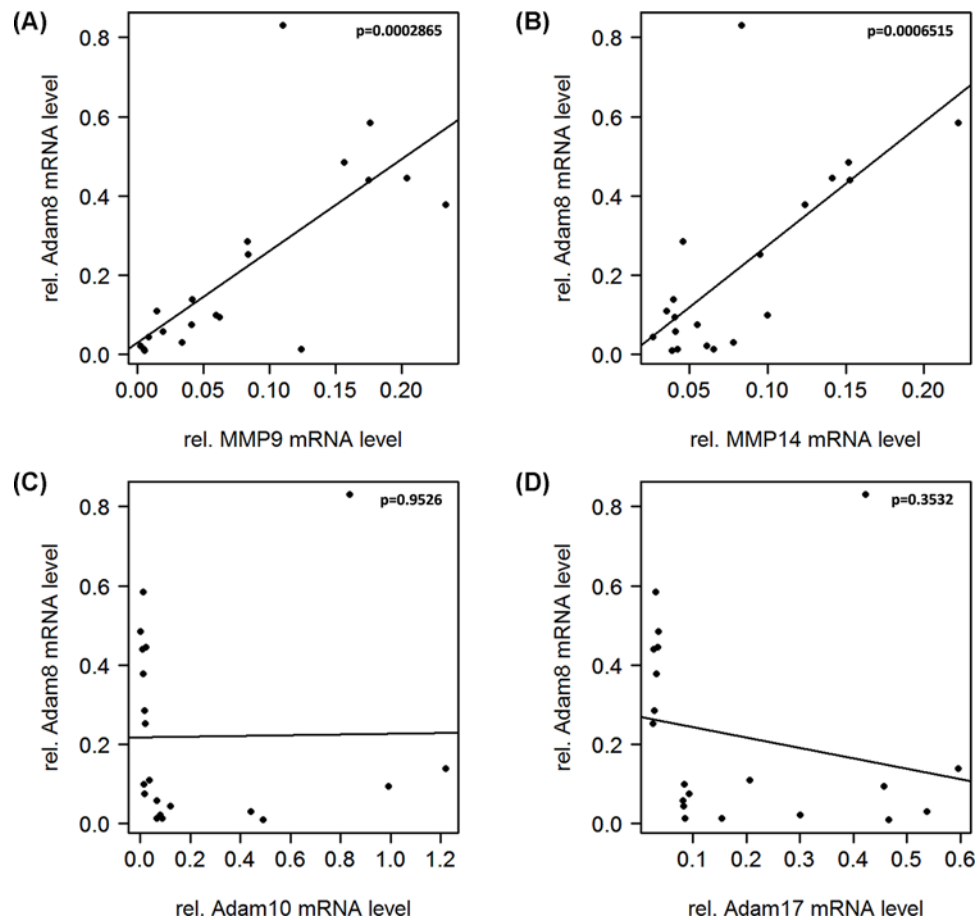 (A)
p=0.0002865
0.8
0.6
0.4
0.2
0.0
rel. Adam8 mRNA level
0.00 0.05 0.10 0.15 0.20
rel. MMP9 mRNA level
(B)
p=0.0006515
0.8
0.6
0.4
0.2
0.0
rel. Adam8 mRNA level
0.05 0.10 0.15 0.20
rel. MMP14 mRNA level
(C)
p=0.9526
0.8
0.6
0.4
0.2
0.0
rel. Adam8 mRNA level
0.0 0.2 0.4 0.6 0.8 1.0 1.2
rel. Adam10 mRNA level
(D)
p=0.3532
0.8
0.6
0.4
0.2
0.0
rel. Adam8 mRNA level
0.1 0.2 0.3 0.4 0.5 0.6
rel. Adam17 mRNA level